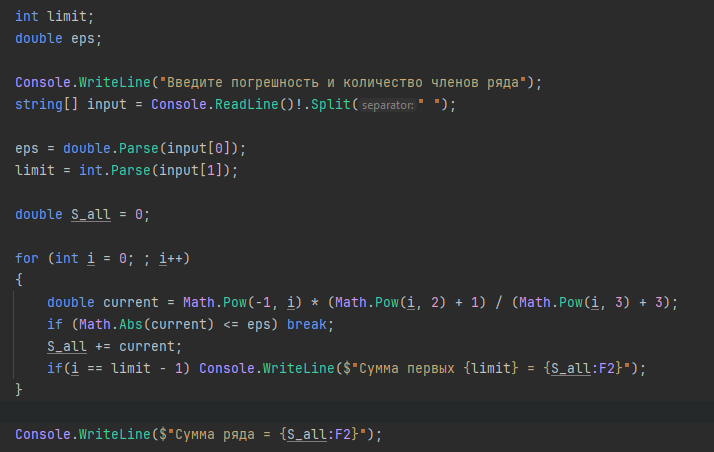 int limit;
double eps;

Console.WriteLine("Введите погрешность и количество членов ряда");
string[] input = Console.ReadLine()!.Split( separator: " ");

eps = double.Parse(input[0]);
limit = int.Parse(input[1]);

double S_all = 0;

for (int i = 0; ; i++)
{
    double current = Math.Pow(-1, i) * (Math.Pow(i, 2) + 1) / (Math.Pow(i, 3) + 3);
    if (Math.Abs(current) <= eps) break;
    S_all += current;
    if(i == limit - 1) Console.WriteLine($"Сумма первых {limit} = {S_all:F2}");
}

Console.WriteLine($"Сумма ряда = {S_all:F2}");